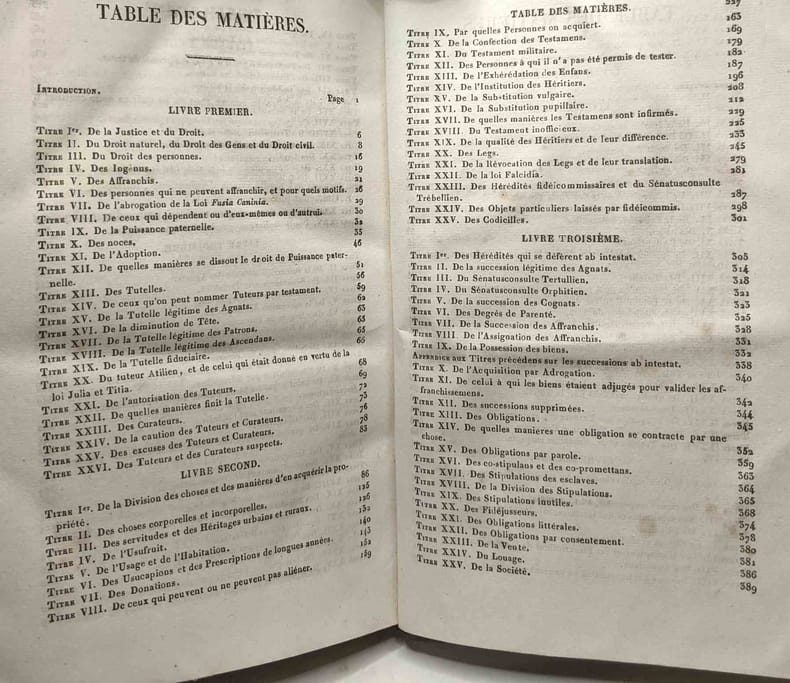 TABLE DES MATIÈRES.
INTRODUCTION. Page 1
LIVRE PREMIER.
TITRE Ier. De la Justice et du Droit. 6
TITRE II. Du Droit naturel, du Droit des Gens et du Droit civil. 8
TITRE III. Du Droit des personnes. 16
TITRE IV. Des Ingénus. 19
TITRE V. Des Affranchis. 21
TITRE VI. Des personnes qui ne peuvent affranchir, et pour quels motifs. 26
TITRE VII. De l'abrogation de la Loi Fusia Caninia. 29
TITRE VIII. De ceux qui dépendent ou d'eux-mêmes ou d'autrui. 30
TITRE IX. De la Puissance paternelle. 32
TITRE X. Des noces. 35
TITRE XI. De l'Adoption. 46
TITRE XII. De quelles manières se dissout le droit de Puissance pater-
nelle. 51
TITRE XIII. Des Tutelles. 56
TITRE XIV. De ceux qu'on peut nommer Tuteurs par testament. 59
TITRE XV. De la Tutelle légitime des Agnats. 62
TITRE XVI. De la diminution de Tête. 63
TITRE XVII. De la Tutelle légitime des Patrons. 65
TITRE XVIII. De la Tutelle légitime des Ascendans. 66
TITRE XIX. De la Tutelle fiduciaire.
TITRE XX. Du tuteur Atilien, et de celui qui était donné en vertu de la
loi Julia et Titia. 68
TITRE XXI. De l'autorisation des Tuteurs. 69
TITRE XXII. De quelles manières finit la Tutelle. 72
TITRE XXIII. Des Curateurs. 73
TITRE XXIV. De la caution des Tuteurs et Curateurs. 76
TITRE XXV. Des excuses des Tuteurs et Curateurs. 78
TITRE XXVI. Des Tuteurs et des Curateurs suspects. 83
LIVRE SECOND.
TITRE Ier. De la Division des choses et des manières d'en acquérir la pro-
priété. 86
TITRE II. Des choses corporelles et incorporelles. 125
TITRE III. Des servitudes et des Héritages urbains et ruraux. 126
TITRE IV. De l'Usufruit. 132
TITRE V. De l'Usage et de l'Habitation. 140
TITRE VI. Des Usucapions et des Prescriptions de longues années. 143
TITRE VII. Des Donations. 152
TITRE VIII. De ceux qui peuvent ou ne peuvent pas aliéner. 159
TABLE DES MATIÈRES.
TITRE IX. Par quelles Personnes on acquiert. 163
TITRE X. De la Confection des Testamens. 169
TITRE XI. Du Testament militaire. 179
TITRE XII. Des Personnes à qui il n'a pas été permis de tester. 182
TITRE XIII. De l'Exhérédation des Enfans. 187
TITRE XIV. De l'Institution des Héritiers. 196
TITRE XV. De la Substitution vulgaire. 208
TITRE XVI. De la Substitution pupillaire. 212
TITRE XVII. De quelles manières les Testamens sont infirmés. 229
TITRE XVIII. Du Testament inofficieux. 225
TITRE XIX. De la qualité des Héritiers et de leur différence. 233
TITRE XX. Des Legs. 245
TITRE XXI. De la Révocation des Legs et de leur translation. 279
TITRE XXII. De la loi Falcidia. 281
TITRE XXIII. Des Hérédités fidéicommissaires et du Sénatusconsulte
Trébellien. 287
TITRE XXIV. Des Objets particuliers laissés par fidéicommis. 298
TITRE XXV. Des Codicilles. 302
LIVRE TROISIÈME.
TITRE Ier. Des Hérédités qui se défèrent ab intestat. 305
TITRE II. De la succession légitime des Agnats. 314
TITRE III. Du Sénatusconsulte Tertullien. 318
TITRE IV. Du Sénatusconsulte Orphitien. 321
TITRE V. De la succession des Cognats. 323
TITRE VI. Des Degrés de Parenté. 325
TITRE VII. De la Succession des Affranchis. 328
TITRE VIII. De l'Assignation des Affranchis. 331
TITRE IX. De la Possession des biens. 332
APPENDICE aux Titres précédens sur les successions ab intestat. 338
TITRE X. De l'Acquisition par Adrogation. 340
TITRE XI. De celui à qui les biens étaient adjugés pour valider les af-
franchissemens. 342
TITRE XII. Des successions supprimées. 344
TITRE XIII. Des Obligations. 345
TITRE XIV. De quelles manières une obligation se contracte par une
chose. 352
TITRE XV. Des Obligations par parole. 359
TITRE XVI. Des co-stipulans et des co-promettans. 363
TITRE XVII. Des Stipulations des esclaves. 364
TITRE XVIII. De la Division des Stipulations. 365
TITRE XIX. Des Stipulations inutiles. 368
TITRE XX. Des Fidéjusseurs. 374
TITRE XXI. Des Obligations littérales. 378
TITRE XXII. Des Obligations par consentement. 380
TITRE XXIII. De la Vente. 381
TITRE XXIV. Du Louage. 386
TITRE XXV. De la Société. 389